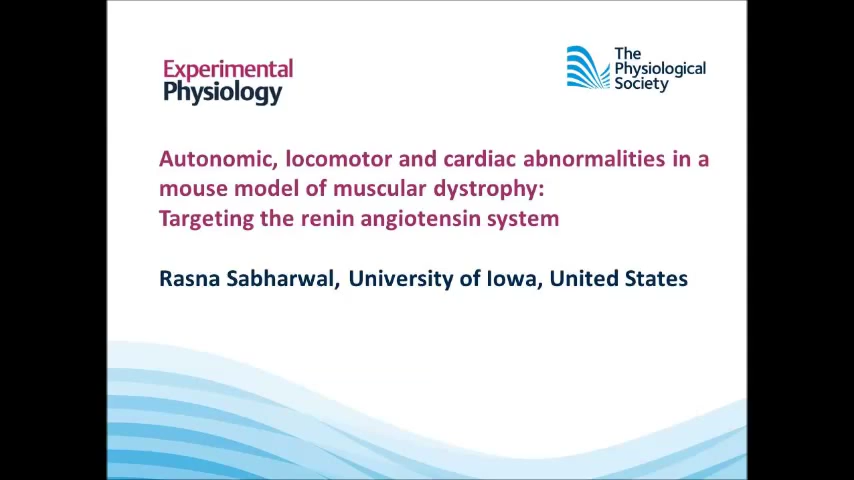 Experimental
Physiology
The
Physiological
Society
Autonomic, locomotor and cardiac abnormalities in a
mouse model of muscular dystrophy:
Targeting the renin angiotensin system
Rasna Sabharwal, University of Iowa, United States